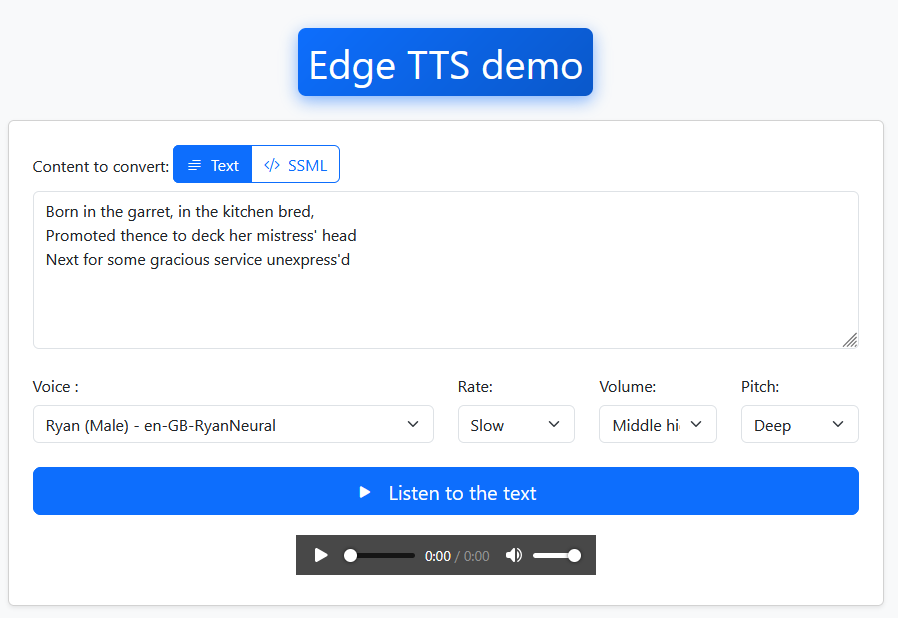 Edge TTS demo
Content to convert: Text </> SSML
Born in the garret, in the kitchen bred,
Promoted thence to deck her mistress' head
Next for some gracious service unexpress'd
Voice : Rate: Volume: Pitch:
Ryan (Male) - en-GB-RyanNeural Slow Middle hi Deep
Listen to the text
0:00 / 0:00